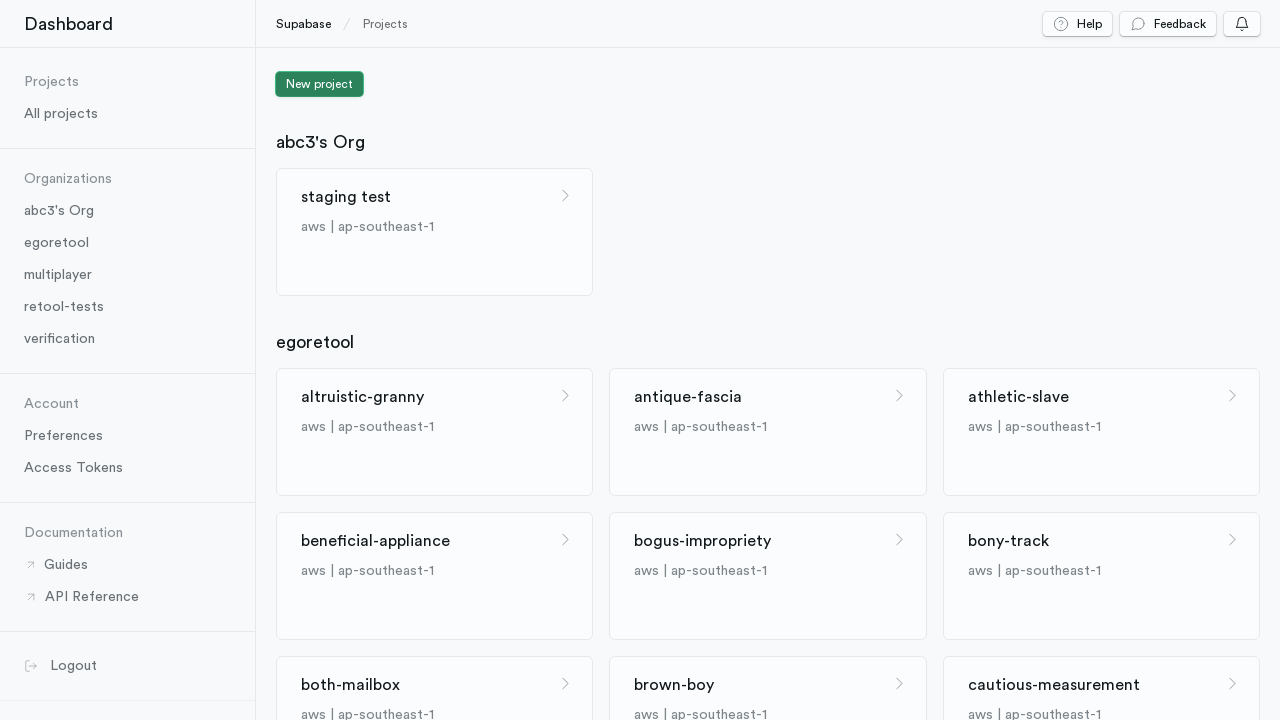 Dashboard
Supabase / Projects
Help
Feedback
Projects
All projects
Organizations
abc3's Org
egoretool
multiplayer
retool-tests
verification
Account
Preferences
Access Tokens
Documentation
Guides
API Reference
Logout
New project
abc3's Org
staging test
aws | ap-southeast-1
egoretool
altruistic-granny
aws | ap-southeast-1
antique-fascia
aws | ap-southeast-1
athletic-slave
aws | ap-southeast-1
beneficial-appliance
aws | ap-southeast-1
bogus-impropriety
aws | ap-southeast-1
bony-track
aws | ap-southeast-1
both-mailbox
aws | ap-southeast-1
brown-boy
aws | ap-southeast-1
cautious-measurement
aws | ap-southeast-1